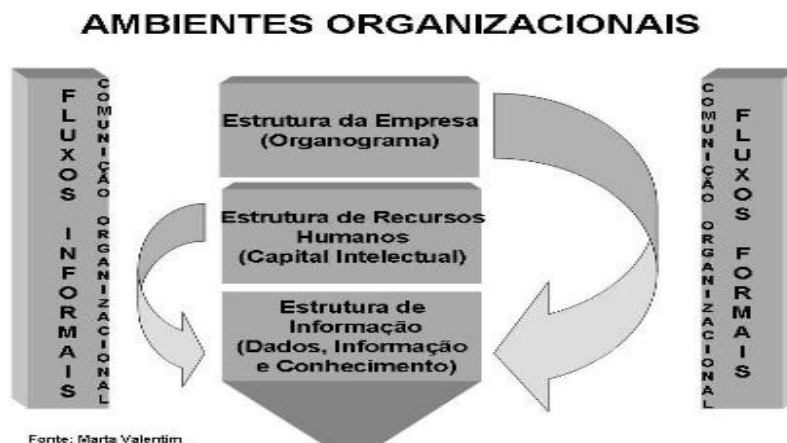 AMBIENTES ORGANIZACIONAIS
FLUXOS INFORMAIS
COMUNICAÇÃO ORGANIZACIONAL
Estrutura da Empresa
(Organograma)
Estrutura de Recursos
Humanos
(Capital Intelectual)
Estrutura de
Informação
(Dados, Informação
e Conhecimento)
COMUNICAÇÃO ORGANIZACIONAL
FLUXOS FORMAIS
Fonte: Marta Valentim